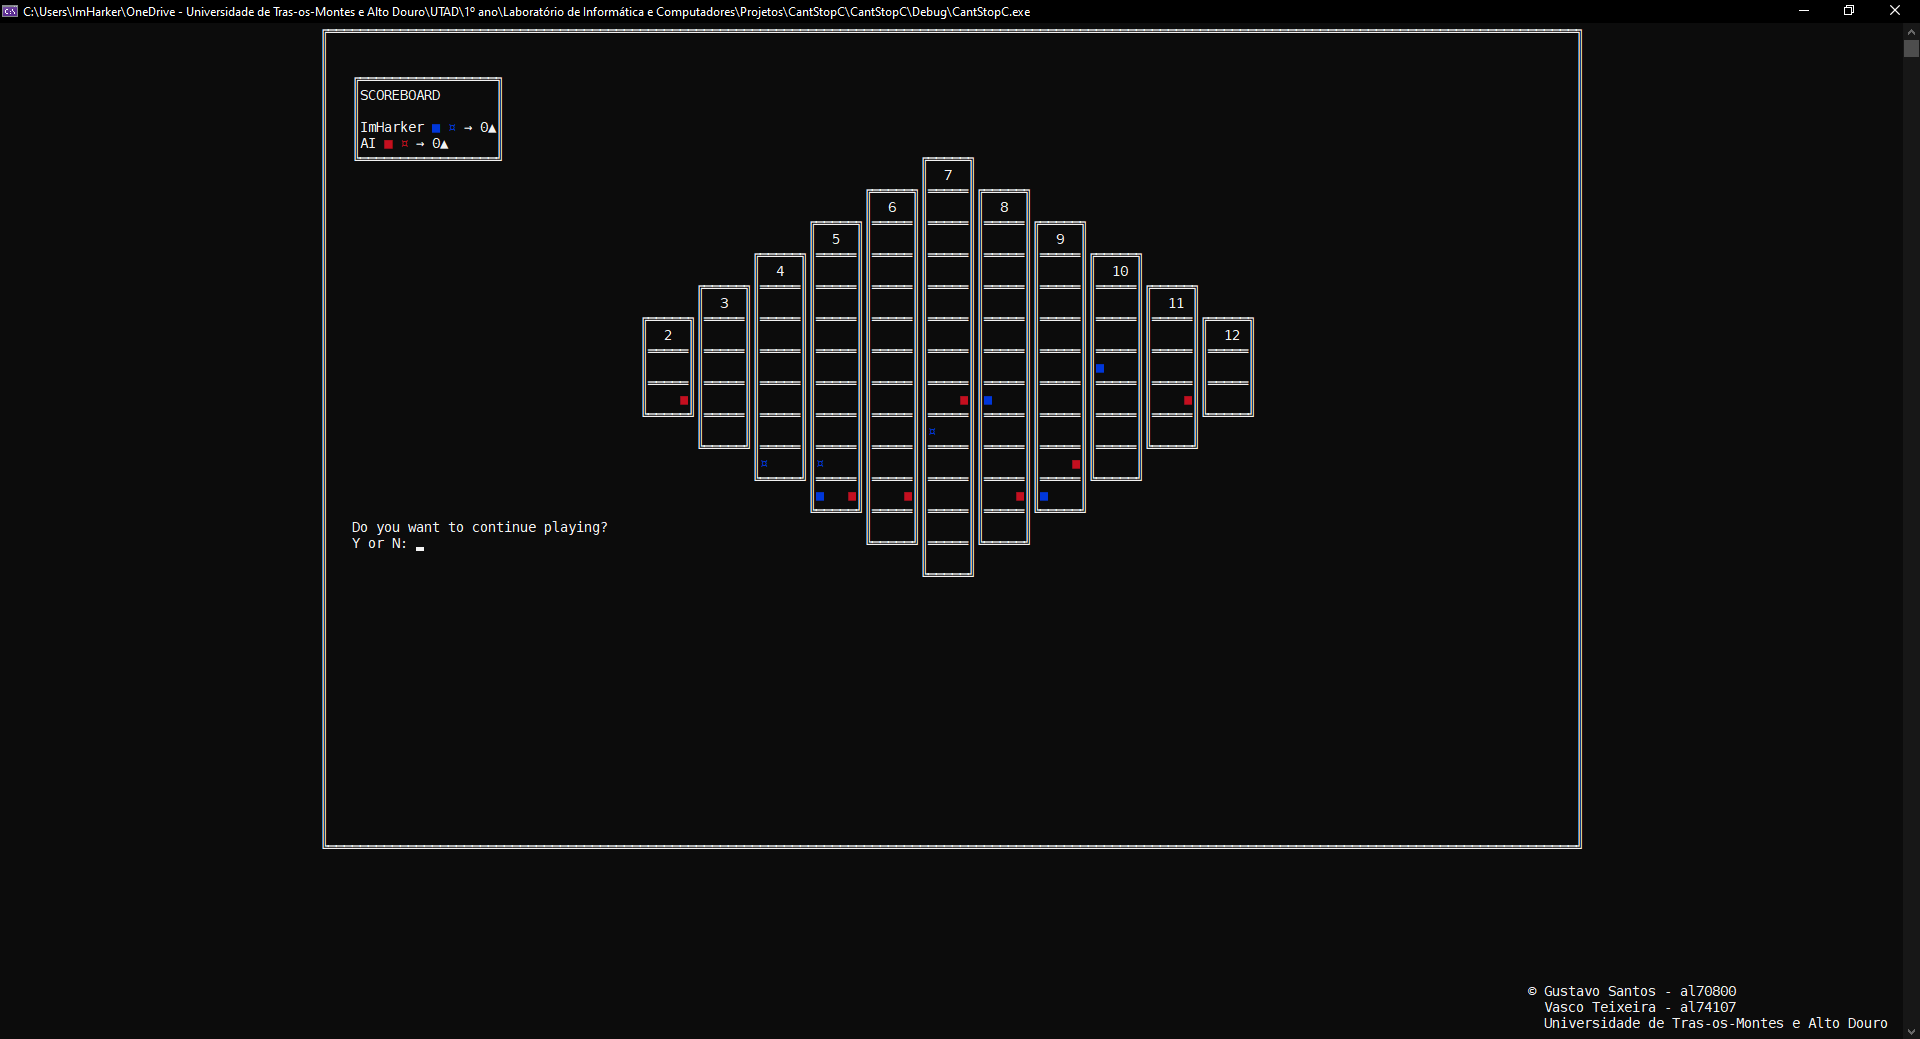 C:\Users\ImHarker\OneDrive - Universidade de Tras-os-Montes e Alto Douro\UTAD\1º ano\Laboratório de Informática e Computadores\Projetos\CantStopC\CantStopC\Debug\CantStopC.exe
SCOREBOARD
ImHarker ■ ¤ → 0▲
AI ■ ¤ → 0▲
7
6 8
5 9
4 10
3 11
2 12
Do you want to continue playing?
Y or N:
© Gustavo Santos - al70800
Vasco Teixeira - al74107
Universidade de Tras-os-Montes e Alto Douro